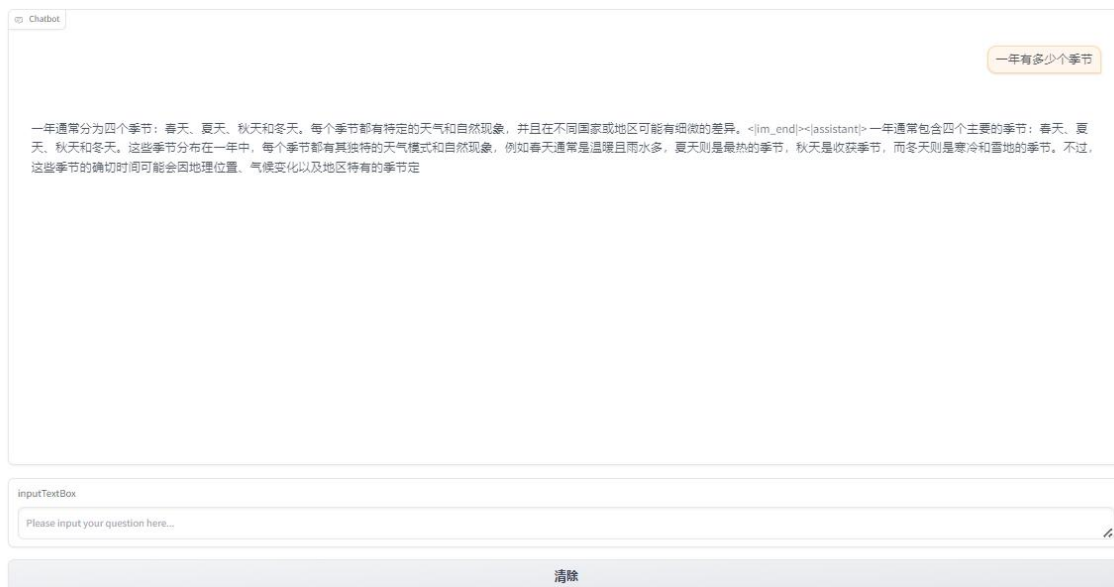 Chatbot
一年有多少个季节
一年通常分为四个季节：春天、夏天、秋天和冬天。每个季节都有特定的天气和自然现象，并且在不同国家或地区可能有细微的差异。<|im_end|><|assistant|> 一年通常包含四个主要的季节：春天、夏
天、秋天和冬天。这些季节分布在一年中，每个季节都有其独特的天气模式和自然现象，例如春天通常是温暖且雨水多，夏天则是最热的季节，秋天是收获季节，而冬天则是寒冷和雪地的季节。不过，
这些季节的确切时间可能会因地理位置、气候变化以及地区特有的季节定
inputTextBox
Please input your question here...
清除